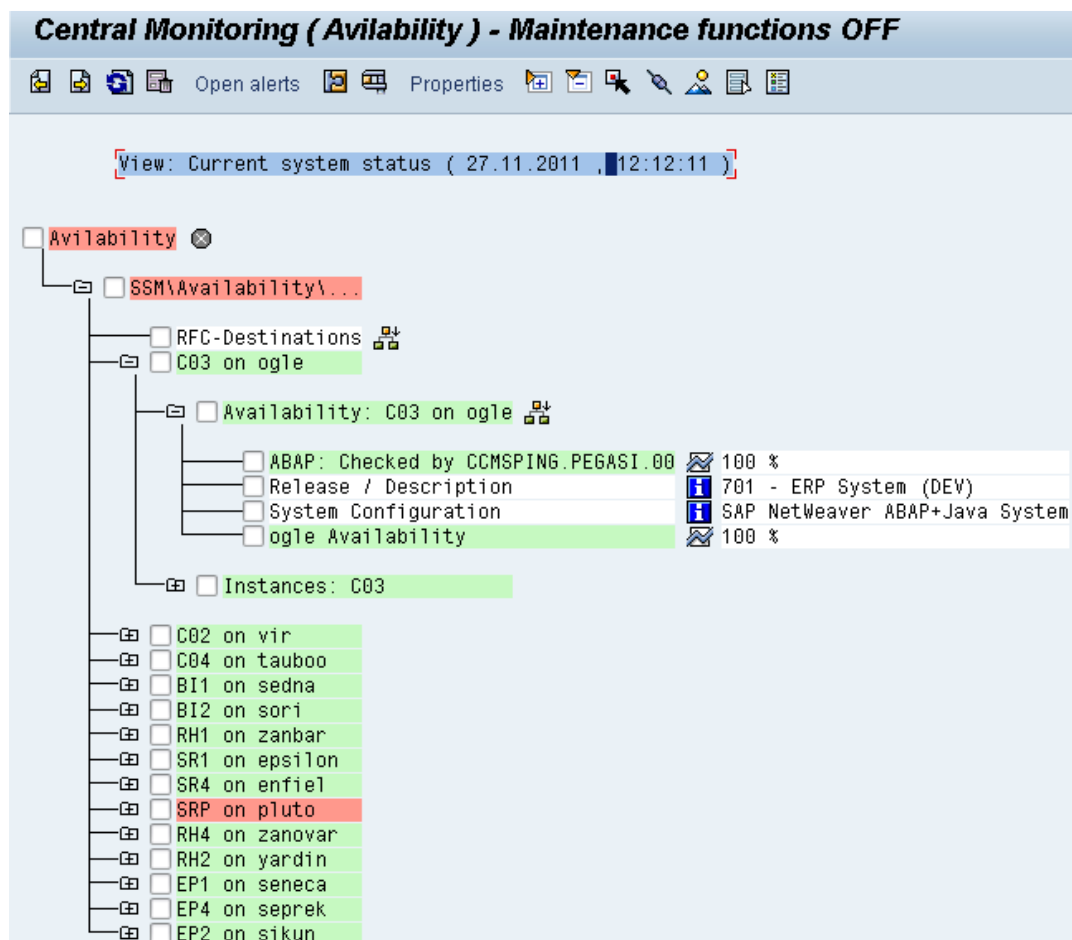 Central Monitoring ( Avilability ) - Maintenance functions OFF
Open alerts Properties
View: Current system status ( 27.11.2011 , 12:12:11 )
Avilability
SSM\Availability\...
RFC-Destinations
C03 on ogle
Availability: C03 on ogle
ABAP: Checked by CCMSPING.PEGASI.00 100 %
Release / Description 701 - ERP System (DEV)
System Configuration SAP NetWeaver ABAP+Java System
ogle Availability 100 %
Instances: C03
C02 on vir
C04 on tauboo
BI1 on sedna
BI2 on sori
RH1 on zanbar
SR1 on epsilon
SR4 on enfiel
SRP on pluto
RH4 on zanovar
RH2 on yardin
EP1 on seneca
EP4 on seprek
EP2 on sikun